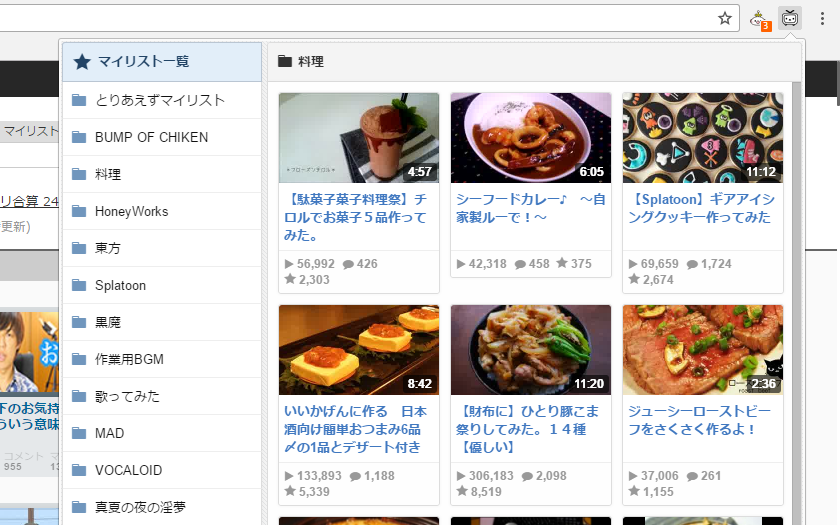 3
マイリスト一覧
とりあえずマイリスト
BUMP OF CHIKEN
料理
HoneyWorks
東方
Splatoon
黒魔
作業用BGM
歌ってみた
MAD
VOCALOID
真夏の夜の淫夢
料理
4:57
【駄菓子菓子料理祭】チ
ロルでお菓子５品作って
みた。
56,992 426
2,303
6:05
シーフードカレー♪　～自
家製ルーで！～
42,318 458 375
11:12
【Splatoon】ギアアイシ
ングクッキー作ってみた
69,659 1,724
2,674
8:42
いいかげんに作る　日本
酒向け簡単おつまみ6品
〆の1品とデザート付き
133,893 1,188
5,339
11:20
【財布に】ひとり豚こま
祭りしてみた。１４種
【優しい】
306,183 2,098
8,519
2:36
ジューシーローストビー
フをさくさく作るよ！
37,006 261
1,155
マイリスト
リ合算 24
更新)
お
下のお気持
ういう意味
コメント マ
955